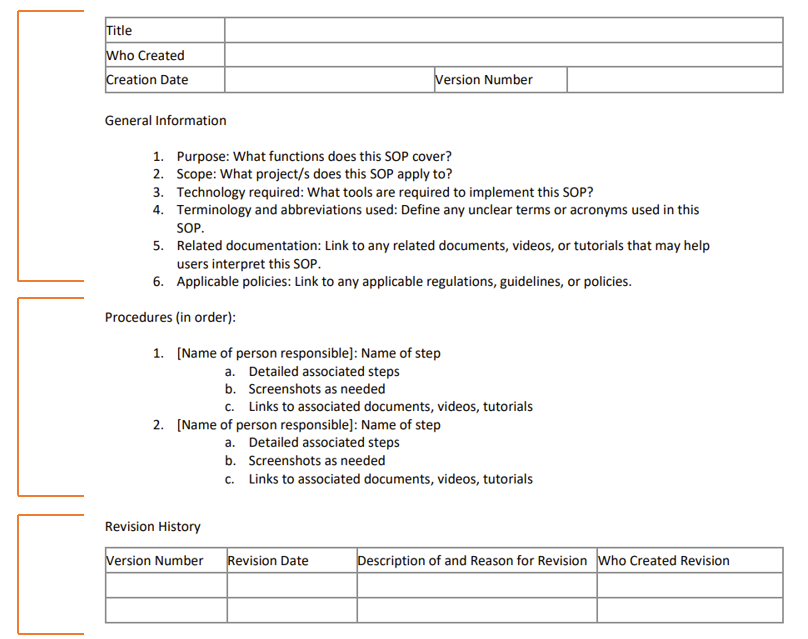 Title
Who Created
Creation Date Version Number
General Information
1. Purpose: What functions does this SOP cover?
2. Scope: What project/s does this SOP apply to?
3. Technology required: What tools are required to implement this SOP?
4. Terminology and abbreviations used: Define any unclear terms or acronyms used in this
SOP.
5. Related documentation: Link to any related documents, videos, or tutorials that may help
users interpret this SOP.
6. Applicable policies: Link to any applicable regulations, guidelines, or policies.
Procedures (in order):
1. [Name of person responsible]: Name of step
a. Detailed associated steps
b. Screenshots as needed
c. Links to associated documents, videos, tutorials
2. [Name of person responsible]: Name of step
a. Detailed associated steps
b. Screenshots as needed
c. Links to associated documents, videos, tutorials
Revision History
Version Number Revision Date Description of and Reason for Revision Who Created Revision